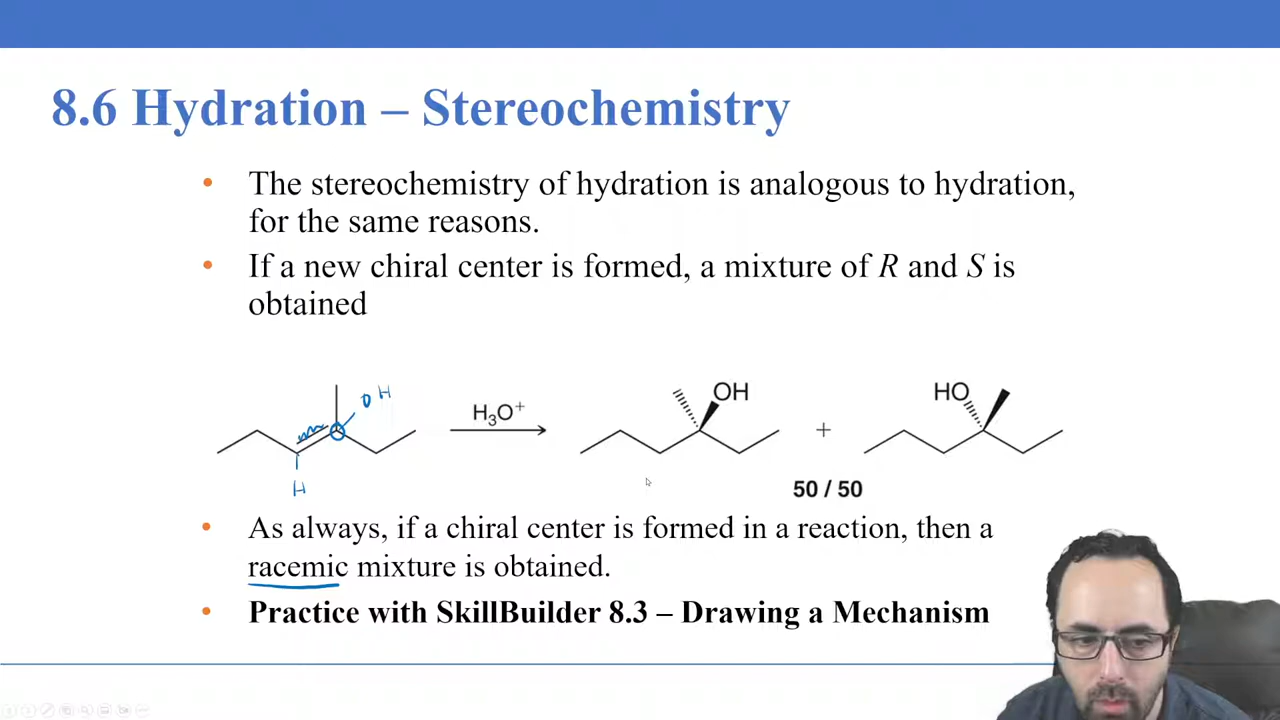 8.6 Hydration – Stereochemistry
• The stereochemistry of hydration is analogous to hydration,
for the same reasons.
• If a new chiral center is formed, a mixture of R and S is
obtained
OH
H
H₃O⁺
OH
+
HO
50 / 50
• As always, if a chiral center is formed in a reaction, then a
racemic mixture is obtained.
• Practice with SkillBuilder 8.3 – Drawing a Mechanism